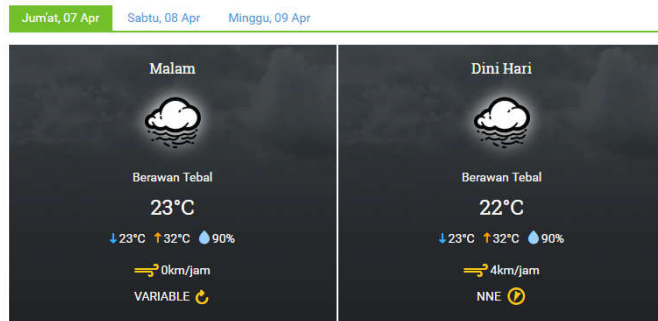 Jum'at, 07 Apr Sabtu, 08 Apr Minggu, 09 Apr
Malam
Berawan Tebal
23°C
↓23°C ↑32°C 90%
0km/jam
VARIABLE
Dini Hari
Berawan Tebal
22°C
↓23°C ↑32°C 90%
4km/jam
NNE